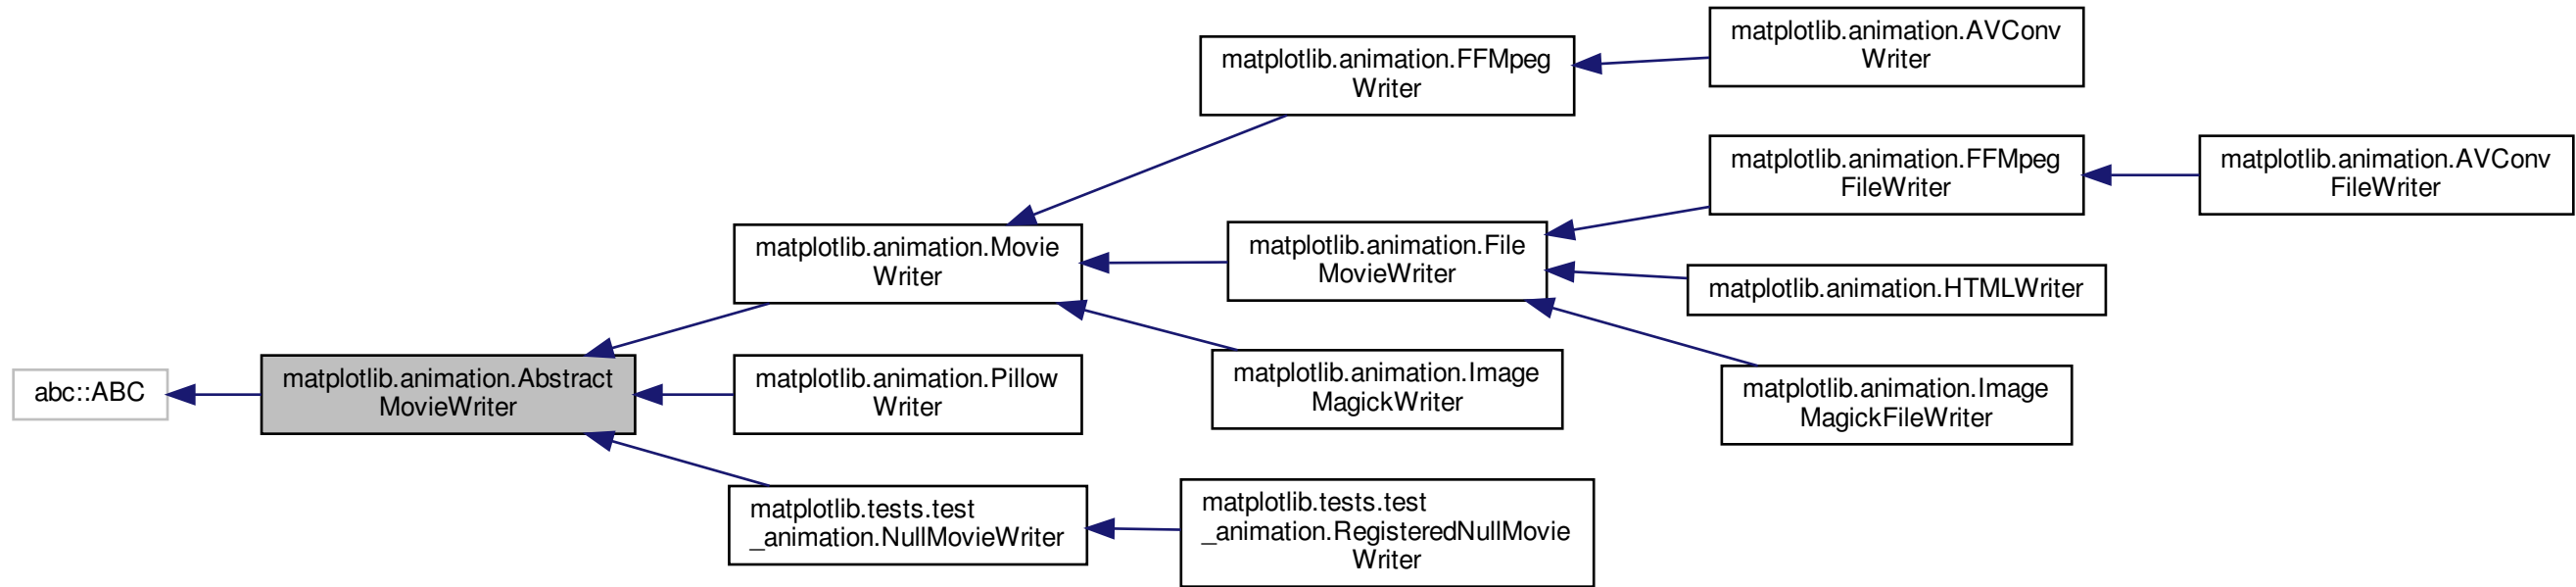 matplotlib.animation.AVConv
Writer
matplotlib.animation.FFMpeg
Writer
matplotlib.animation.FFMpeg
FileWriter
matplotlib.animation.AVConv
FileWriter
matplotlib.animation.Movie
Writer
matplotlib.animation.File
MovieWriter
matplotlib.animation.HTMLWriter
abc::ABC
matplotlib.animation.Abstract
MovieWriter
matplotlib.animation.Pillow
Writer
matplotlib.animation.Image
MagickWriter
matplotlib.animation.Image
MagickFileWriter
matplotlib.tests.test
_animation.NullMovieWriter
matplotlib.tests.test
_animation.RegisteredNullMovie
Writer